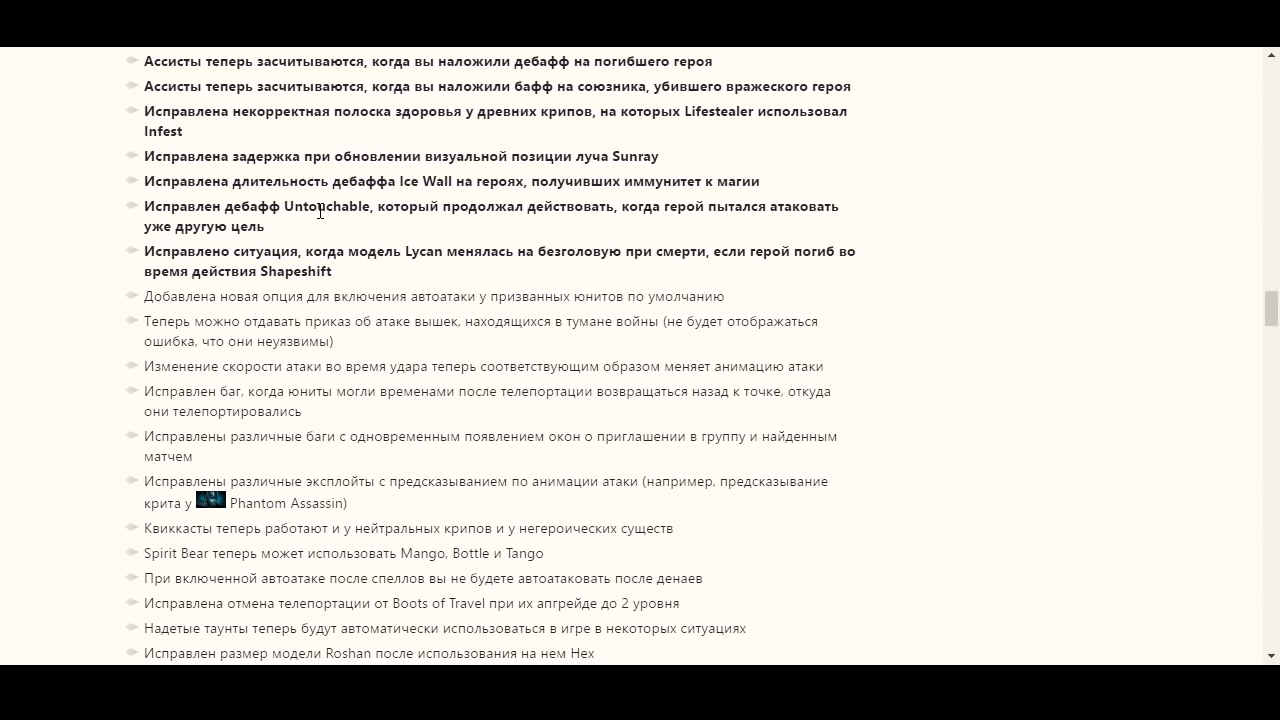 Ассисты теперь засчитываются, когда вы наложили дебафф на погибшего героя
Ассисты теперь засчитываются, когда вы наложили бафф на союзника, убившего вражеского героя
Исправлена некорректная полоска здоровья у древних крипов, на которых Lifestealer использовал
Infest
Исправлена задержка при обновлении визуальной позиции луча Sunray
Исправлена длительность дебаффа Ice Wall на героях, получивших иммунитет к магии
Исправлен дебафф Untouchable, который продолжал действовать, когда герой пытался атаковать
уже другую цель
Исправлено ситуация, когда модель Lycan менялась на безголовую при смерти, если герой погиб во
время действия Shapeshift
Добавлена новая опция для включения автоатаки у призванных юнитов по умолчанию
Теперь можно отдавать приказ об атаке вышек, находящихся в тумане войны (не будет отображаться
ошибка, что они неуязвимы)
Изменение скорости атаки во время удара теперь соответствующим образом меняет анимацию атаки
Исправлен баг, когда юниты могли временами после телепортации возвращаться назад к точке, откуда
они телепортировались
Исправлены различные баги с одновременным появлением окон о приглашении в группу и найденным
матчем
Исправлены различные эксплойты с предсказыванием по анимации атаки (например, предсказывание
крита у Phantom Assassin)
Квиккасты теперь работают и у нейтральных крипов и у негероических существ
Spirit Bear теперь может использовать Mango, Bottle и Tango
При включенной автоатаке после спеллов вы не будете автоатаковать после денаев
Исправлена отмена телепортации от Boots of Travel при их апгрейде до 2 уровня
Надетые таунты теперь будут автоматически использоваться в игре в некоторых ситуациях
Исправлен размер модели Roshan после использования на нем Hex